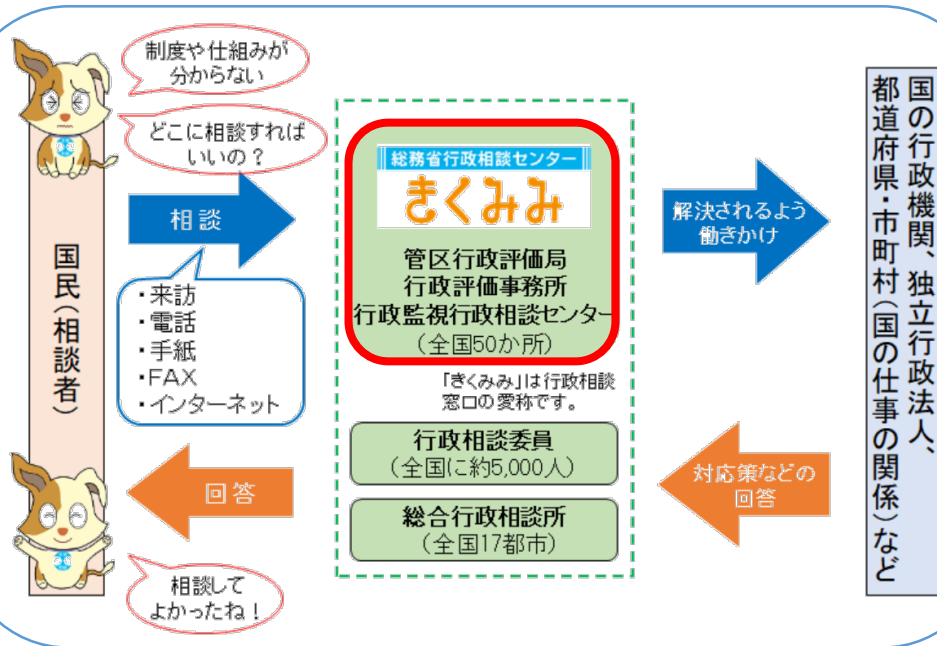 制度や仕組みが
分からない
どこに相談すれば
いいの？
国民（相談者）
相談
・来訪
・電話
・手紙
・FAX
・インターネット
回答
相談して
よかったね！
総務省行政相談センター
きくみみ
管区行政評価局
行政評価事務所
行政監視行政相談センター
（全国50か所）
「きくみみ」は行政相談
窓口の愛称です。
行政相談委員
（全国に約5,000人）
総合行政相談所
（全国17都市）
解決されるよう
働きかけ
対応策などの
回答
国の行政機関、独立行政法人、
都道府県・市町村（国の仕事の関係）など